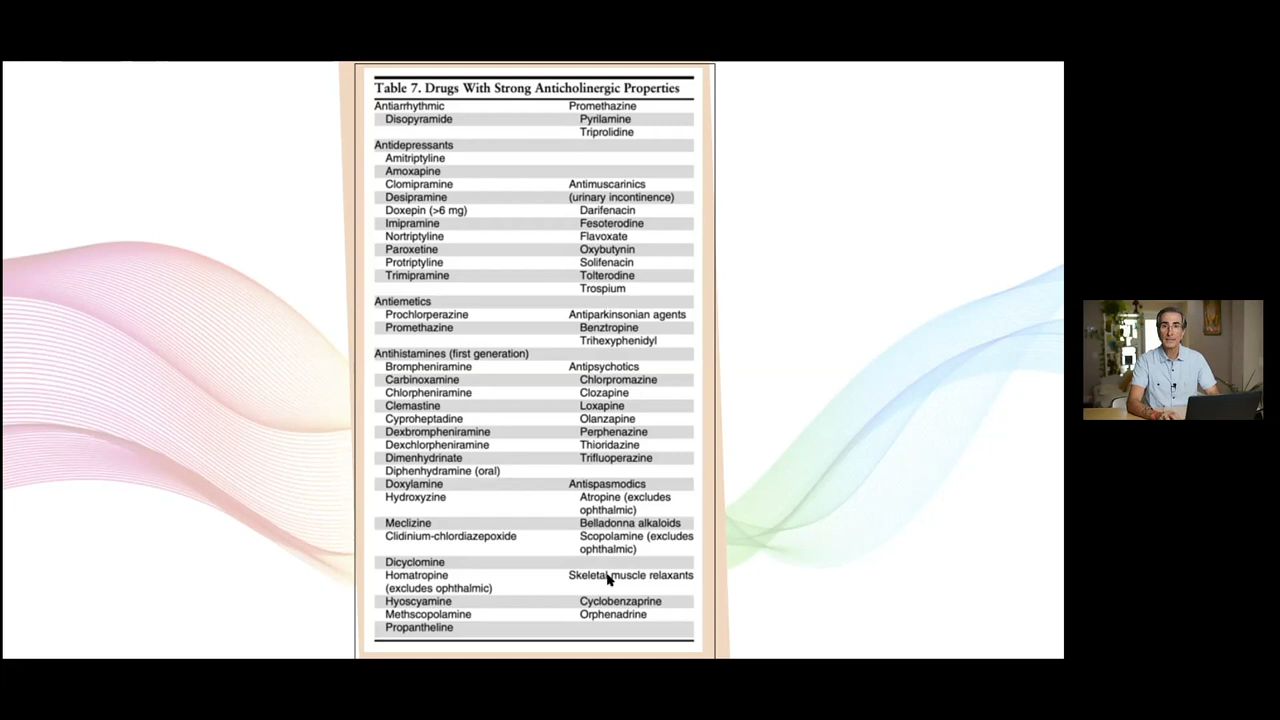 Table 7. Drugs With Strong Anticholinergic Properties
Antiarrhythmic
Disopyramide
Antidepressants
Amitriptyline
Amoxapine
Clomipramine
Desipramine
Doxepin (>6 mg)
Imipramine
Nortriptyline
Paroxetine
Protriptyline
Trimipramine
Antiemetics
Prochlorperazine
Promethazine
Antihistamines (first generation)
Brompheniramine
Carbinoxamine
Chlorpheniramine
Clemastine
Cyproheptadine
Dexbrompheniramine
Dexchlorpheniramine
Dimenhydrinate
Diphenhydramine (oral)
Doxylamine
Hydroxyzine
Meclizine
Clidinium-chlordiazepoxide
Dicyclomine
Homatropine
(excludes ophthalmic)
Hyoscyamine
Methscopolamine
Propantheline
Promethazine
Pyrilamine
Triprolidine
Antimuscarinics
(urinary incontinence)
Darifenacin
Fesoterodine
Flavoxate
Oxybutynin
Solifenacin
Tolterodine
Trospium
Antiparkinsonian agents
Benztropine
Trihexyphenidyl
Antipsychotics
Chlorpromazine
Clozapine
Loxapine
Olanzapine
Perphenazine
Thioridazine
Trifluoperazine
Antispasmodics
Atropine (excludes
ophthalmic)
Belladonna alkaloids
Scopolamine (excludes
ophthalmic)
Skeletal muscle relaxants
Cyclobenzaprine
Orphenadrine